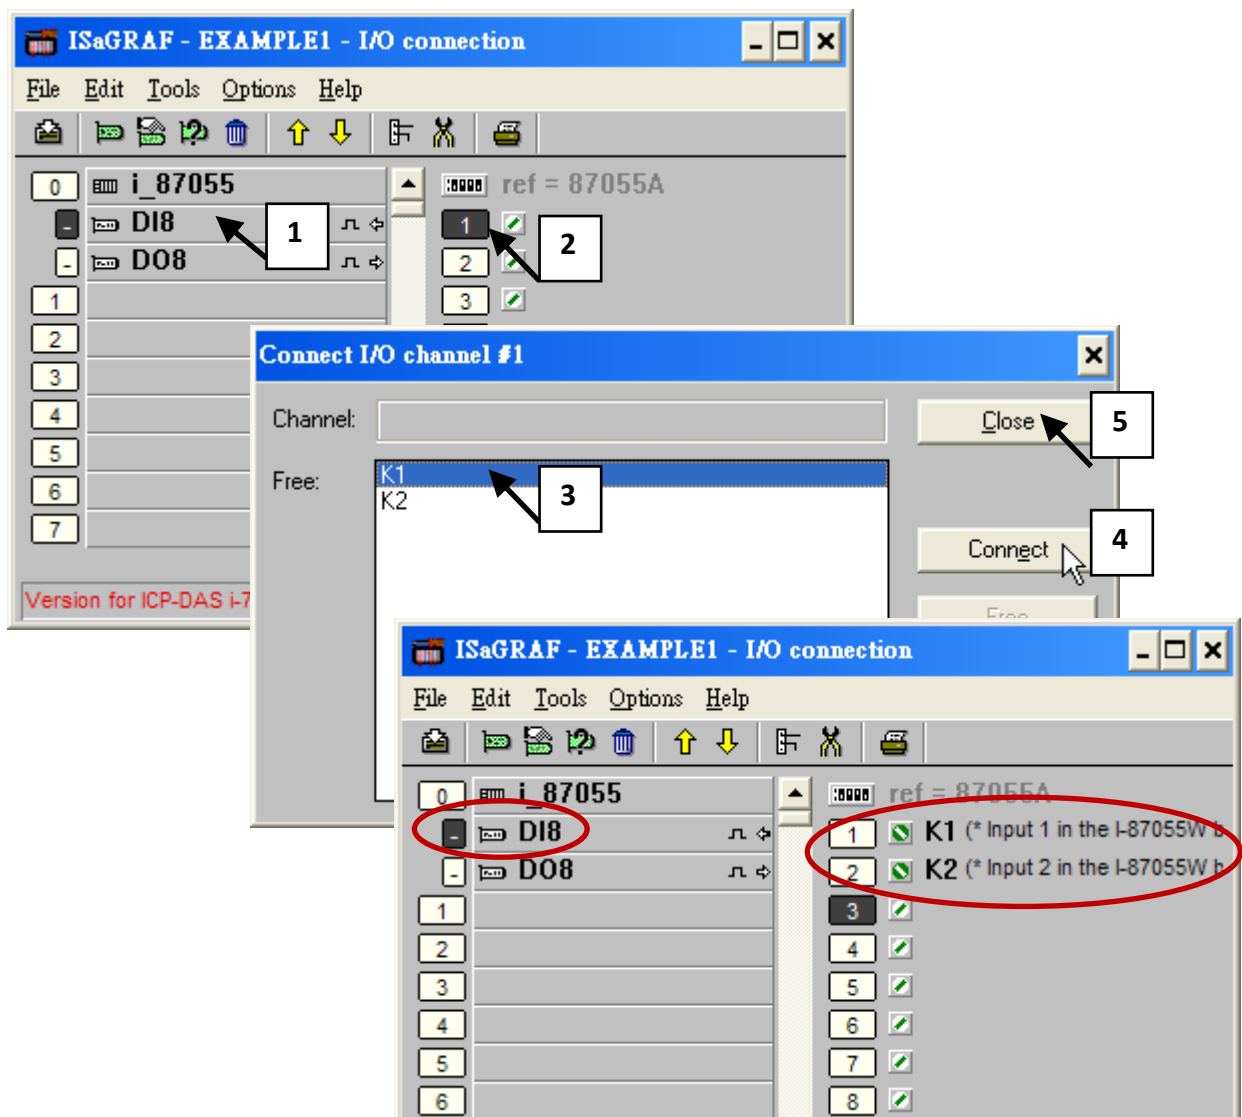 ISaGRAF - EXAMPLE1 - I/O connection
File Edit Tools Options Help
0 i_87055
- DI8
- DO8
1
2
3
4
5
6
7
ref = 87055A
1
2
3
1
2
Version for ICP-DAS i-7
Connect I/O channel #1
Channel:
Close
5
Free:
K1
K2
3
Connect
4
Free
ISaGRAF - EXAMPLE1 - I/O connection
File Edit Tools Options Help
0 i_87055
- DI8
- DO8
1
2
3
4
5
6
ref = 87055A
1 K1 (* Input 1 in the I-87055W b
2 K2 (* Input 2 in the I-87055W b
3
4
5
6
7
8